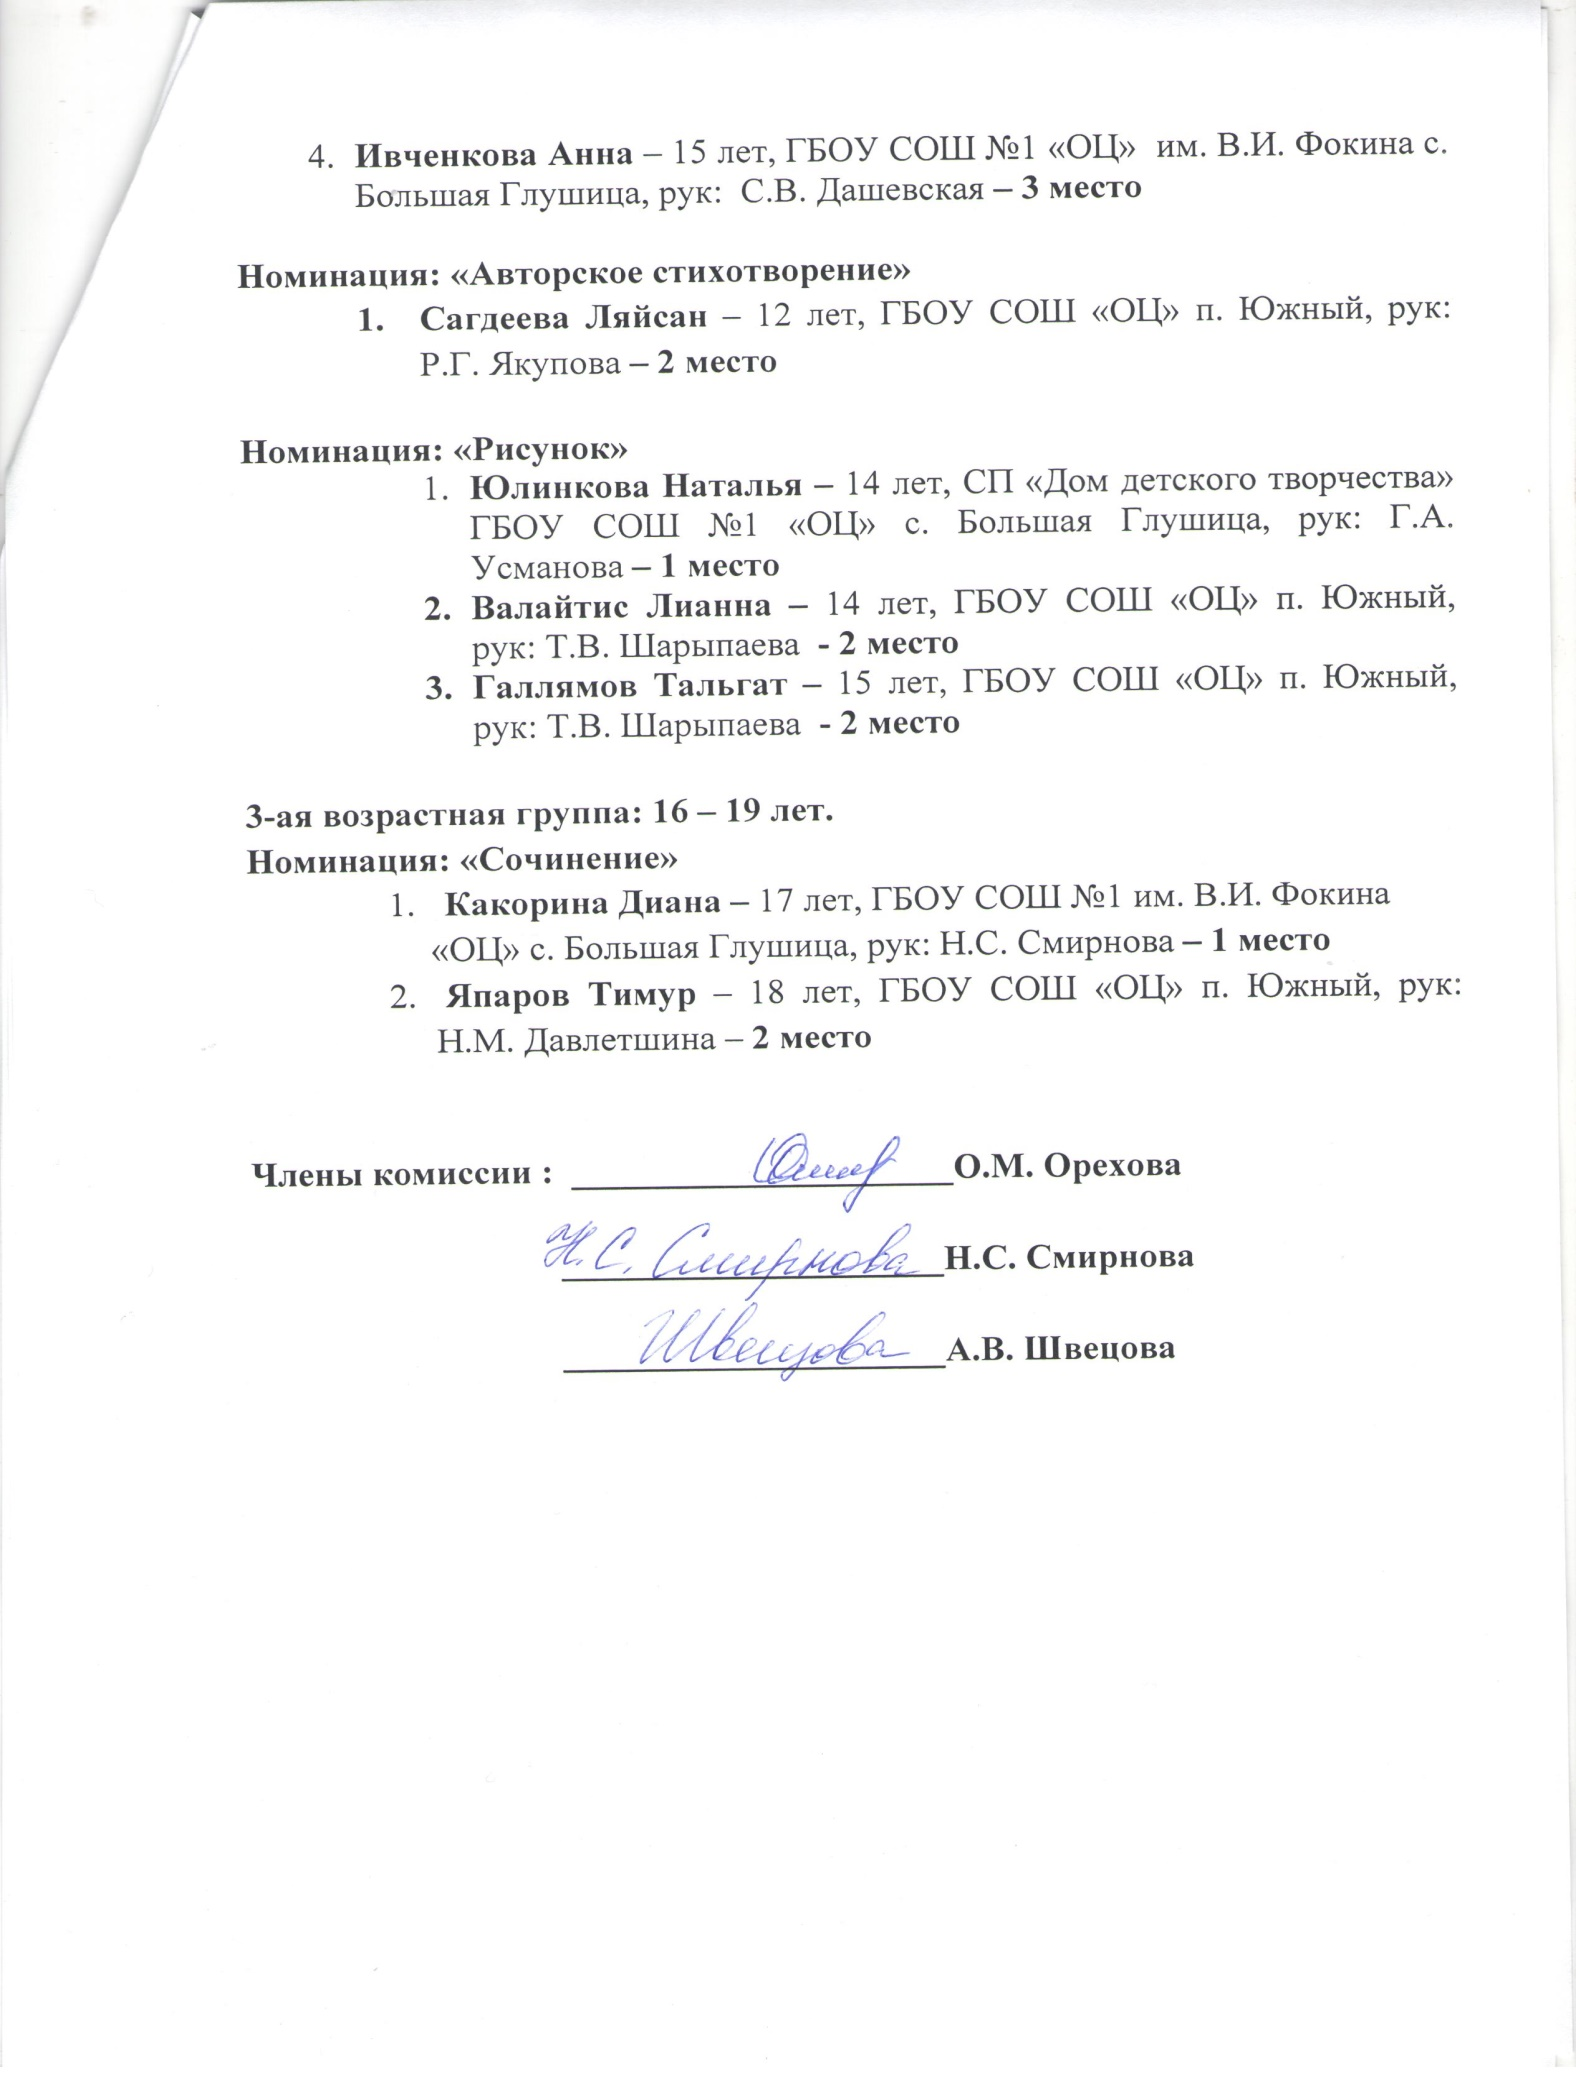 4. Ивченкова Анна – 15 лет, ГБОУ СОШ №1 «ОЦ» им. В.И. Фокина с.
Большая Глушица, рук: С.В. Дашевская – 3 место
Номинация: «Авторское стихотворение»
1. Сагдеева Ляйсан – 12 лет, ГБОУ СОШ «ОЦ» п. Южный, рук:
Р.Г. Якупова – 2 место
Номинация: «Рисунок»
1. Юлинкова Наталья – 14 лет, СП «Дом детского творчества»
ГБОУ СОШ №1 «ОЦ» с. Большая Глушица, рук: Г.А.
Усманова – 1 место
2. Валайтис Лианна – 14 лет, ГБОУ СОШ «ОЦ» п. Южный,
рук: Т.В. Шарыпаева - 2 место
3. Галлямов Тальгат – 15 лет, ГБОУ СОШ «ОЦ» п. Южный,
рук: Т.В. Шарыпаева - 2 место
3-ая возрастная группа: 16 – 19 лет.
Номинация: «Сочинение»
1. Какорина Диана – 17 лет, ГБОУ СОШ №1 им. В.И. Фокина
«ОЦ» с. Большая Глушица, рук: Н.С. Смирнова – 1 место
2. Япаров Тимур – 18 лет, ГБОУ СОШ «ОЦ» п. Южный, рук:
Н.М. Давлетшина – 2 место
Члены комиссии : О.М. Орехова
Н.С. Смирнова Н.С. Смирнова
Швецова А.В. Швецова